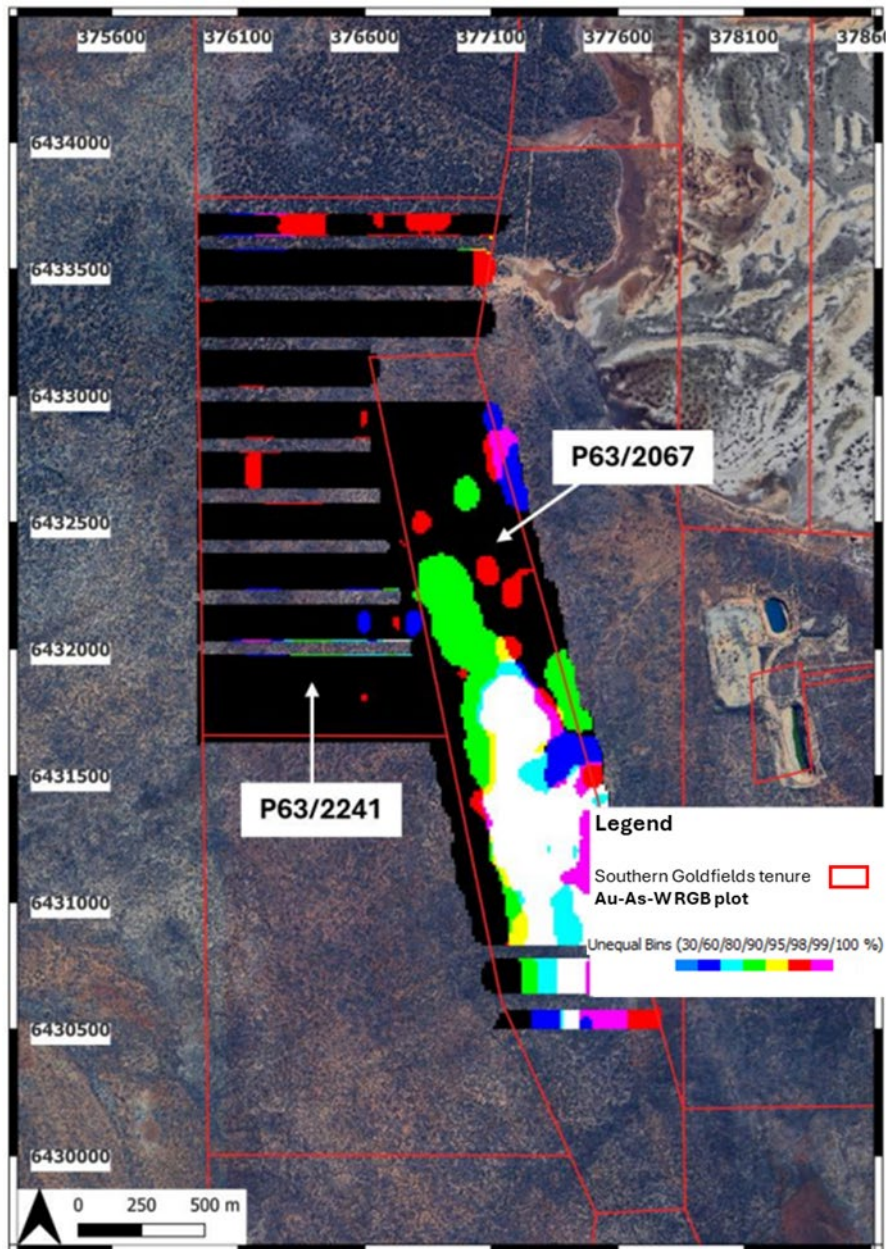 375600 376100 376600 377100 377600 378100 3786
6434000
6433500
6433000
P63/2067
6432500
6432000
6431500
P63/2241
Legend
Southern Goldfields tenure
Au-As-W RGB plot
6431000
Unequal Bins (30/60/80/90/95/98/99/100 %)
6430500
6430000
0 250 500 m